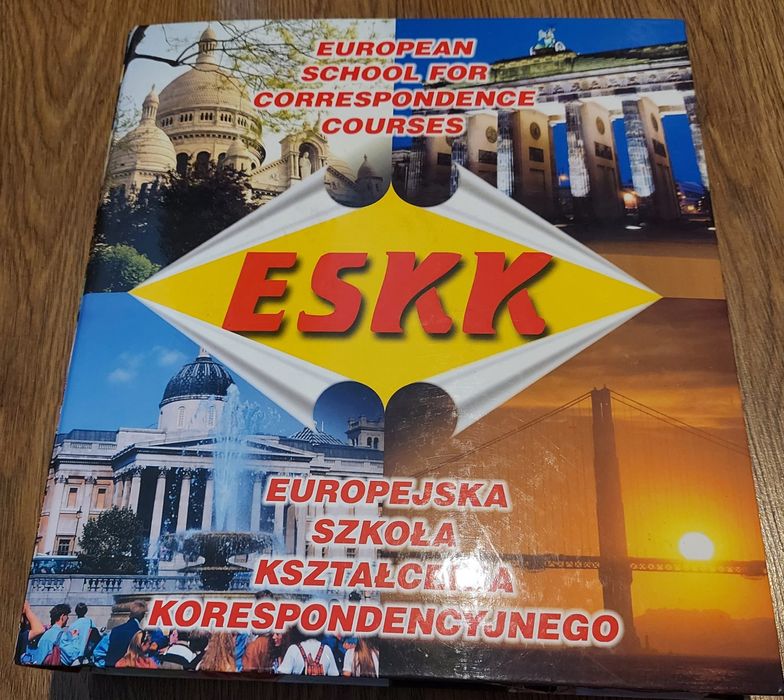 EUROPEAN
SCHOOL FOR
CORRESPONDENCE
COURSES
ESKK
EUROPEJSKA
SZKOŁA
KSZTAŁCENIA
KORESPONDENCYJNEGO